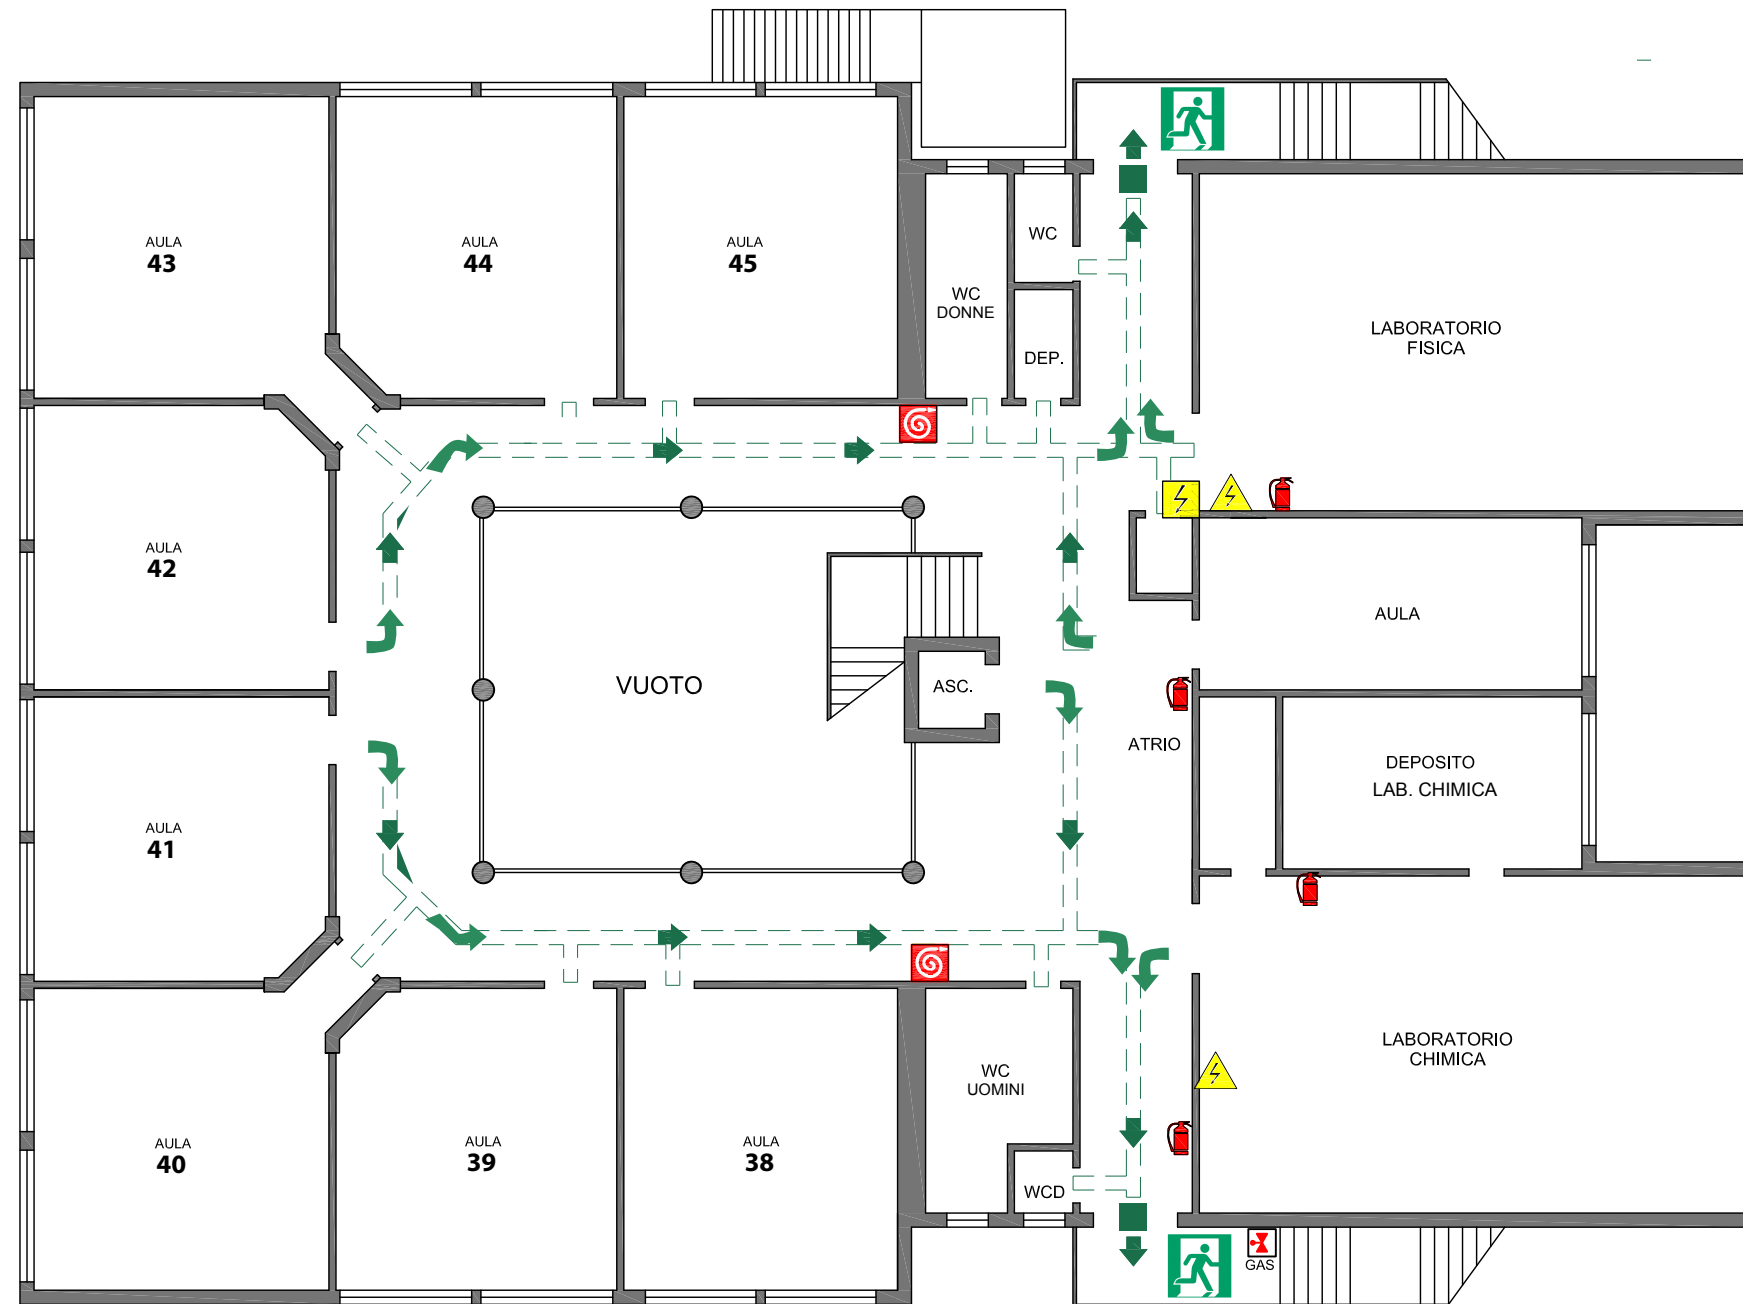 AULA
43
AULA
44
AULA
45
WC
WC
DONNE
DEP.
LABORATORIO
FISICA
AULA
42
AULA
VUOTO
ASC.
ATRIO
DEPOSITO
LAB. CHIMICA
AULA
41
LABORATORIO
CHIMICA
WC
UOMINI
AULA
40
AULA
39
AULA
38
WCD
GAS